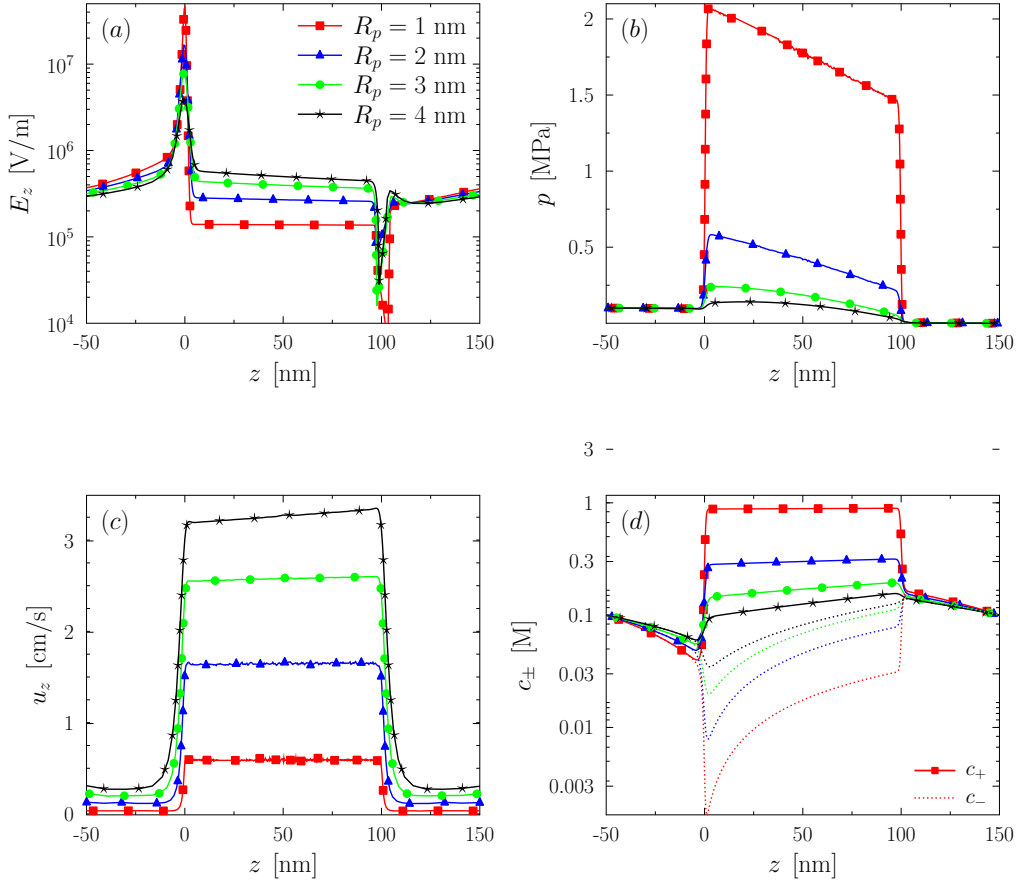 (a)
R_p = 1 nm
R_p = 2 nm
R_p = 3 nm
R_p = 4 nm
10^7
10^6
10^5
10^4
E_z [V/m]
-50 0 50 100 150
z [nm]
(b)
2
1.5
1
0.5
p [MPa]
-50 0 50 100 150
z [nm]
(c)
3
2
1
0
u_z [cm/s]
-50 0 50 100 150
z [nm]
3
(d)
1
0.3
0.1
0.03
0.01
0.003
c_± [M]
c_+
c_−
-50 0 50 100 150
z [nm]